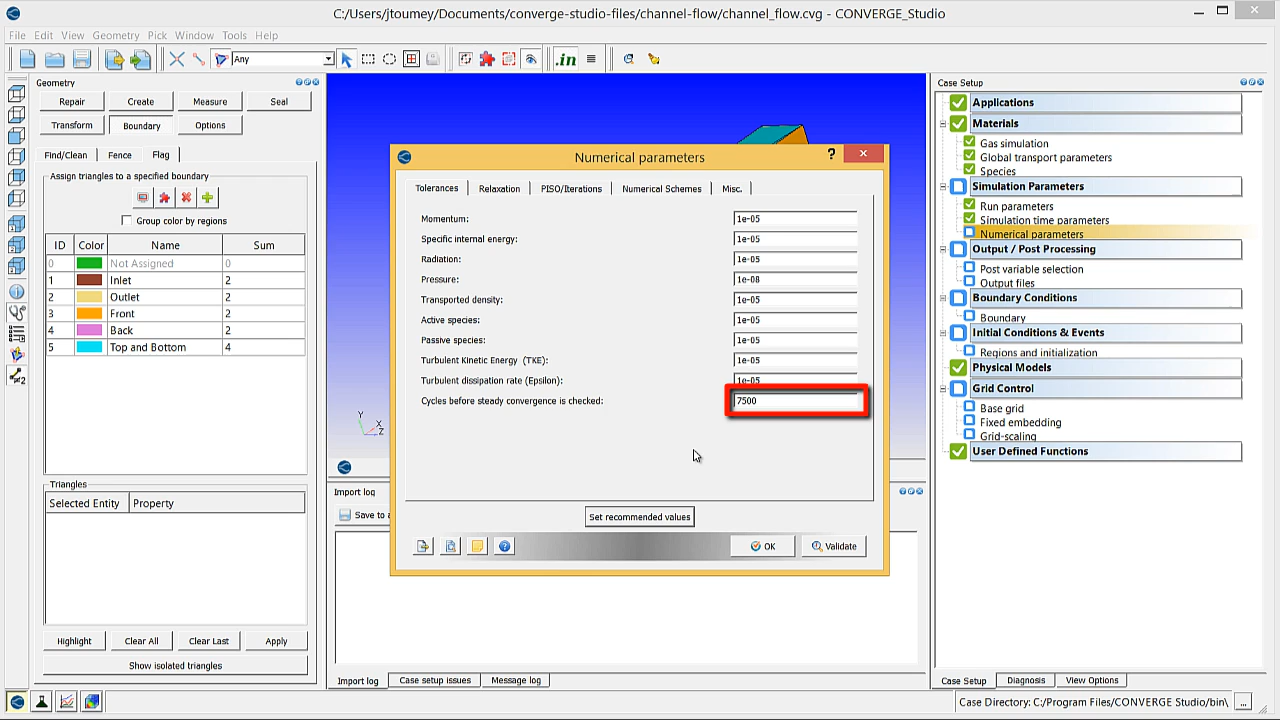 C:/Users/jtoumey/Documents/converge-studio-files/channel-flow/channel_flow.cvg - CONVERGE_Studio
File Edit View Geometry Pick Window Tools Help
Any
.in
Geometry
Repair Create Measure Seal
Transform Boundary Options
Find/Clean Fence Flag
Assign triangles to a specified boundary
Group color by regions
ID Color Name Sum
0 Not Assigned 0
1 Inlet 2
2 Outlet 2
3 Front 2
4 Back 2
5 Top and Bottom 4
Triangles
Selected Entity Property
Highlight Clear All Clear Last Apply
Show isolated triangles
Y
X
Z
Import log
Save to a
Import log Case setup issues Message log
Numerical parameters
?
Tolerances Relaxation PISO/Iterations Numerical Schemes Misc.
Momentum: 1e-05
Specific internal energy: 1e-05
Radiation: 1e-05
Pressure: 1e-08
Transported density: 1e-05
Active species: 1e-05
Passive species: 1e-05
Turbulent Kinetic Energy (TKE): 1e-05
Turbulent dissipation rate (Epsilon): 1e-05
Cycles before steady convergence is checked: 7500
Set recommended values
OK Validate
Case Setup
Applications
Materials
Gas simulation
Global transport parameters
Species
Simulation Parameters
Run parameters
Simulation time parameters
Numerical parameters
Output / Post Processing
Post variable selection
Output files
Boundary Conditions
Boundary
Initial Conditions & Events
Regions and initialization
Physical Models
Grid Control
Base grid
Fixed embedding
Grid-scaling
User Defined Functions
Case Setup Diagnosis View Options
Case Directory: C:/Program Files/CONVERGE Studio/bin\ ...